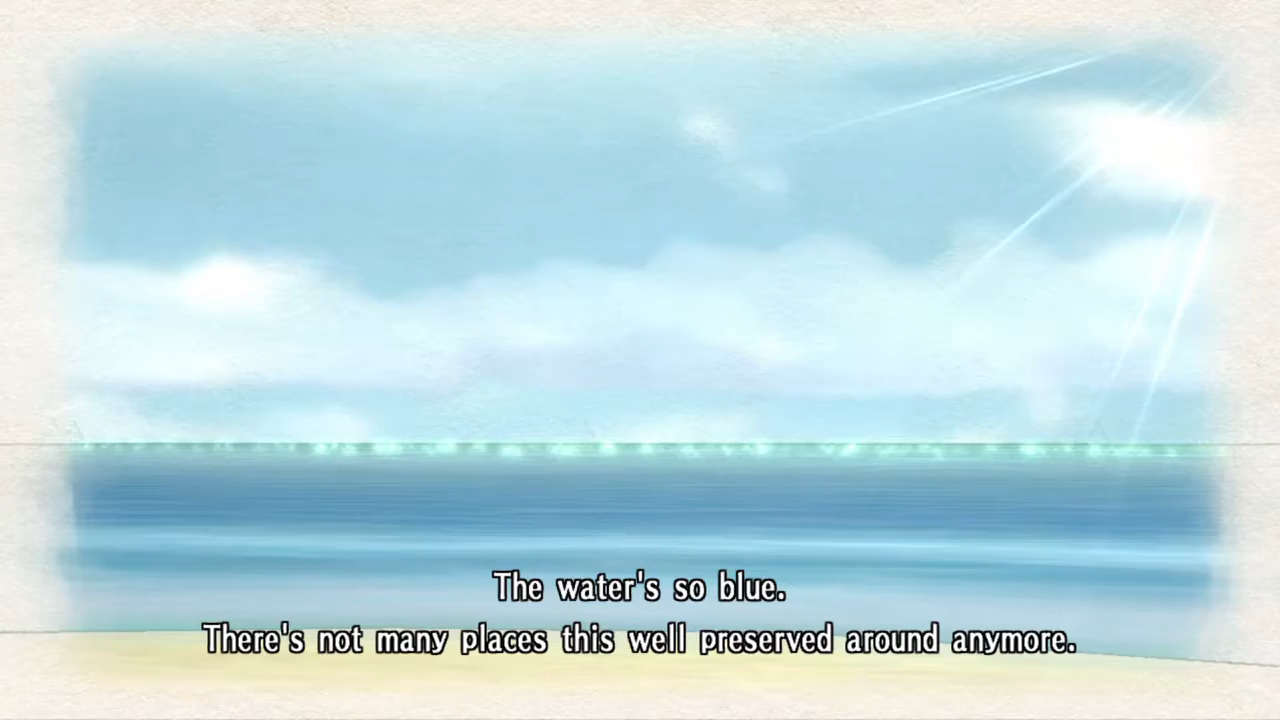 The water's so blue.
There's not many places this well preserved around anymore.